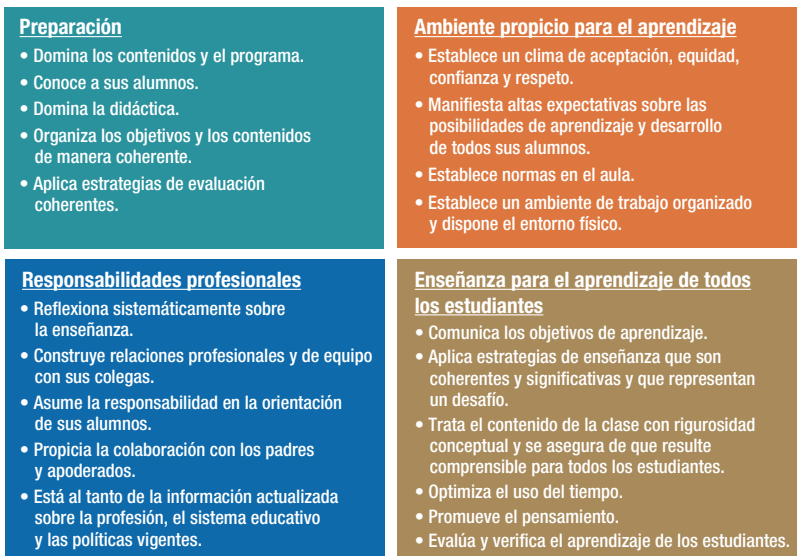 Preparación
• Domina los contenidos y el programa.
• Conoce a sus alumnos.
• Domina la didáctica.
• Organiza los objetivos y los contenidos
de manera coherente.
• Aplica estrategias de evaluación
coherentes.
Ambiente propicio para el aprendizaje
• Establece un clima de aceptación, equidad,
confianza y respeto.
• Manifiesta altas expectativas sobre las
posibilidades de aprendizaje y desarrollo
de todos sus alumnos.
• Establece normas en el aula.
• Establece un ambiente de trabajo organizado
y dispone el entorno físico.
Responsabilidades profesionales
• Reflexiona sistemáticamente sobre
la enseñanza.
• Construye relaciones profesionales y de equipo
con sus colegas.
• Asume la responsabilidad en la orientación
de sus alumnos.
• Propicia la colaboración con los padres
y apoderados.
• Está al tanto de la información actualizada
sobre la profesión, el sistema educativo
y las políticas vigentes.
Enseñanza para el aprendizaje de todos
los estudiantes
• Comunica los objetivos de aprendizaje.
• Aplica estrategias de enseñanza que son
coherentes y significativas y que representan
un desafío.
• Trata el contenido de la clase con rigurosidad
conceptual y se asegura de que resulte
comprensible para todos los estudiantes.
• Optimiza el uso del tiempo.
• Promueve el pensamiento.
• Evalúa y verifica el aprendizaje de los estudiantes.